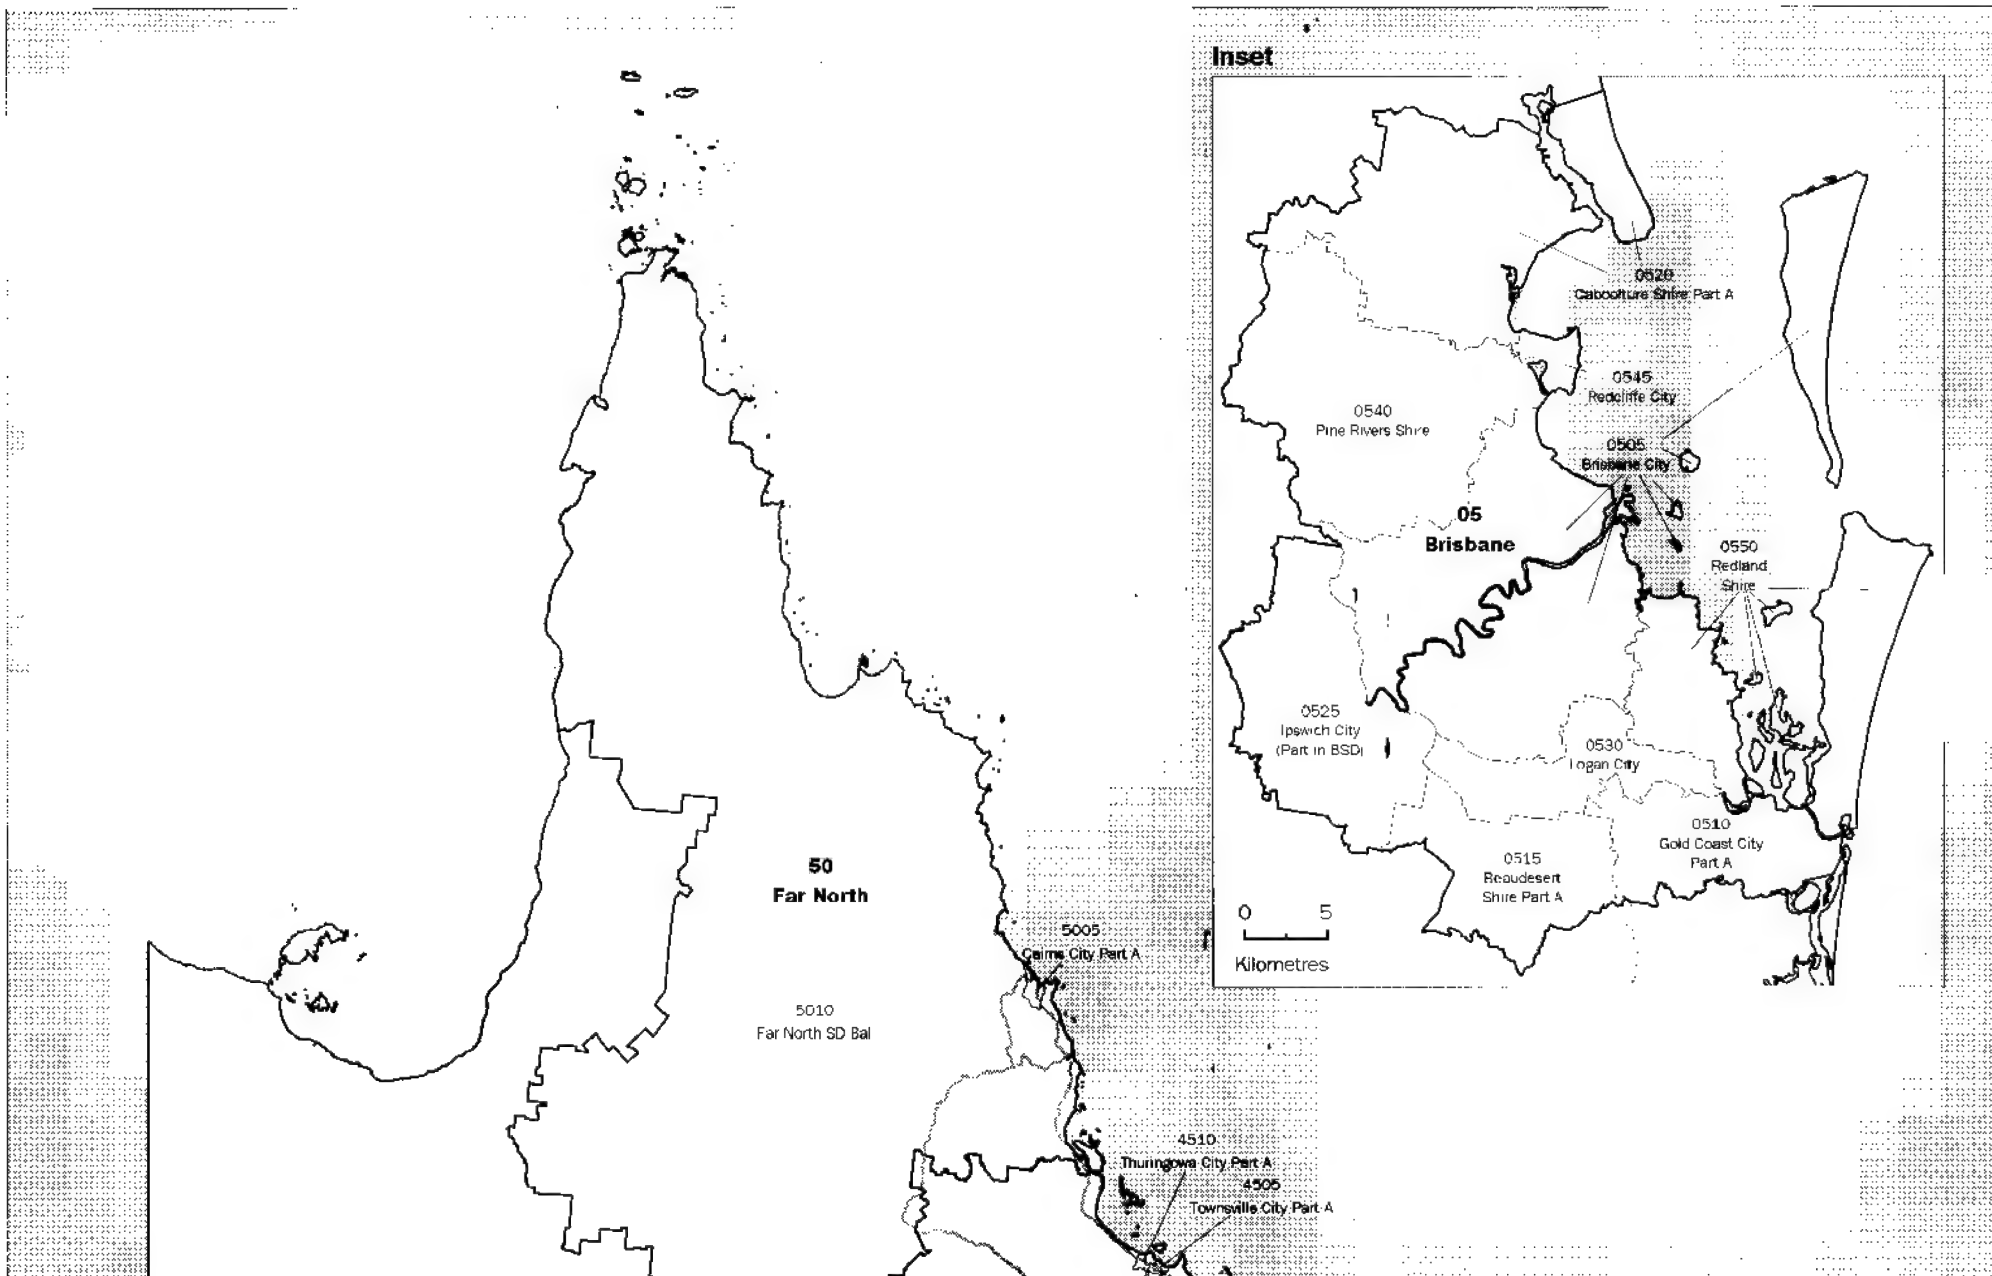 Inset
0520
Caboolture Shire Part A
0545
Redcliffe City
0540
Pine Rivers Shire
0505
Brisbane City
05
Brisbane
0550
Redland
Shire
0525
Ipswich City
(Part in BSD)
0530
Logan City
0510
Gold Coast City
Part A
0515
Beaudesert
Shire Part A
0 5
Kilometres
50
Far North
5005
Cairns City Part A
5010
Far North SD Bal
4510
Thuringowa City Part A
4505
Townsville City Part A